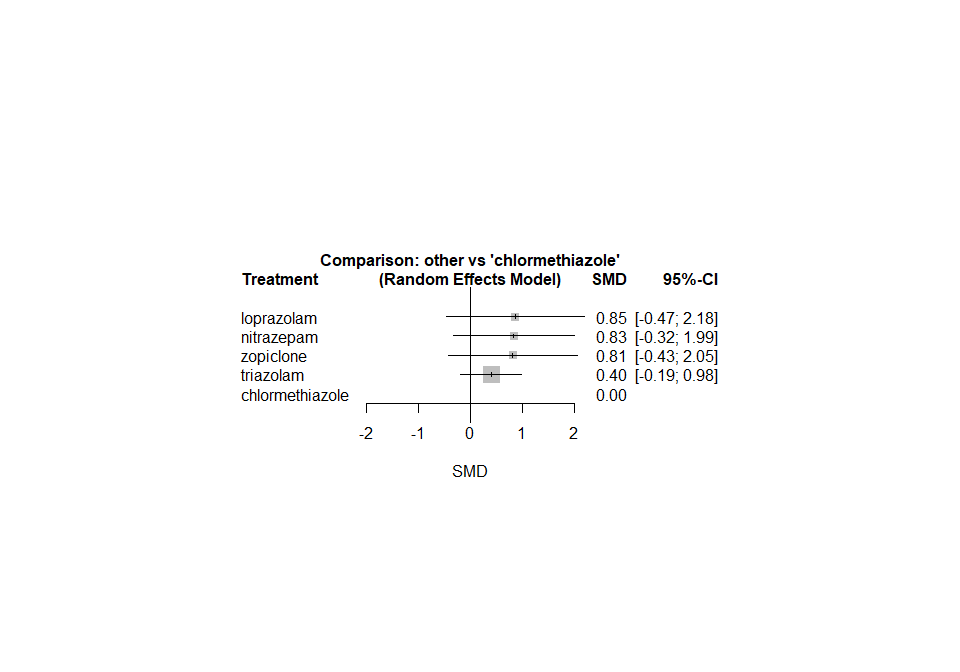 Comparison: other vs 'chlormethiazole'
Treatment (Random Effects Model) SMD 95%-CI
loprazolam 0.85 [-0.47; 2.18]
nitrazepam 0.83 [-0.32; 1.99]
zopiclone 0.81 [-0.43; 2.05]
triazolam 0.40 [-0.19; 0.98]
chlormethiazole 0.00
-2 -1 0 1 2
SMD